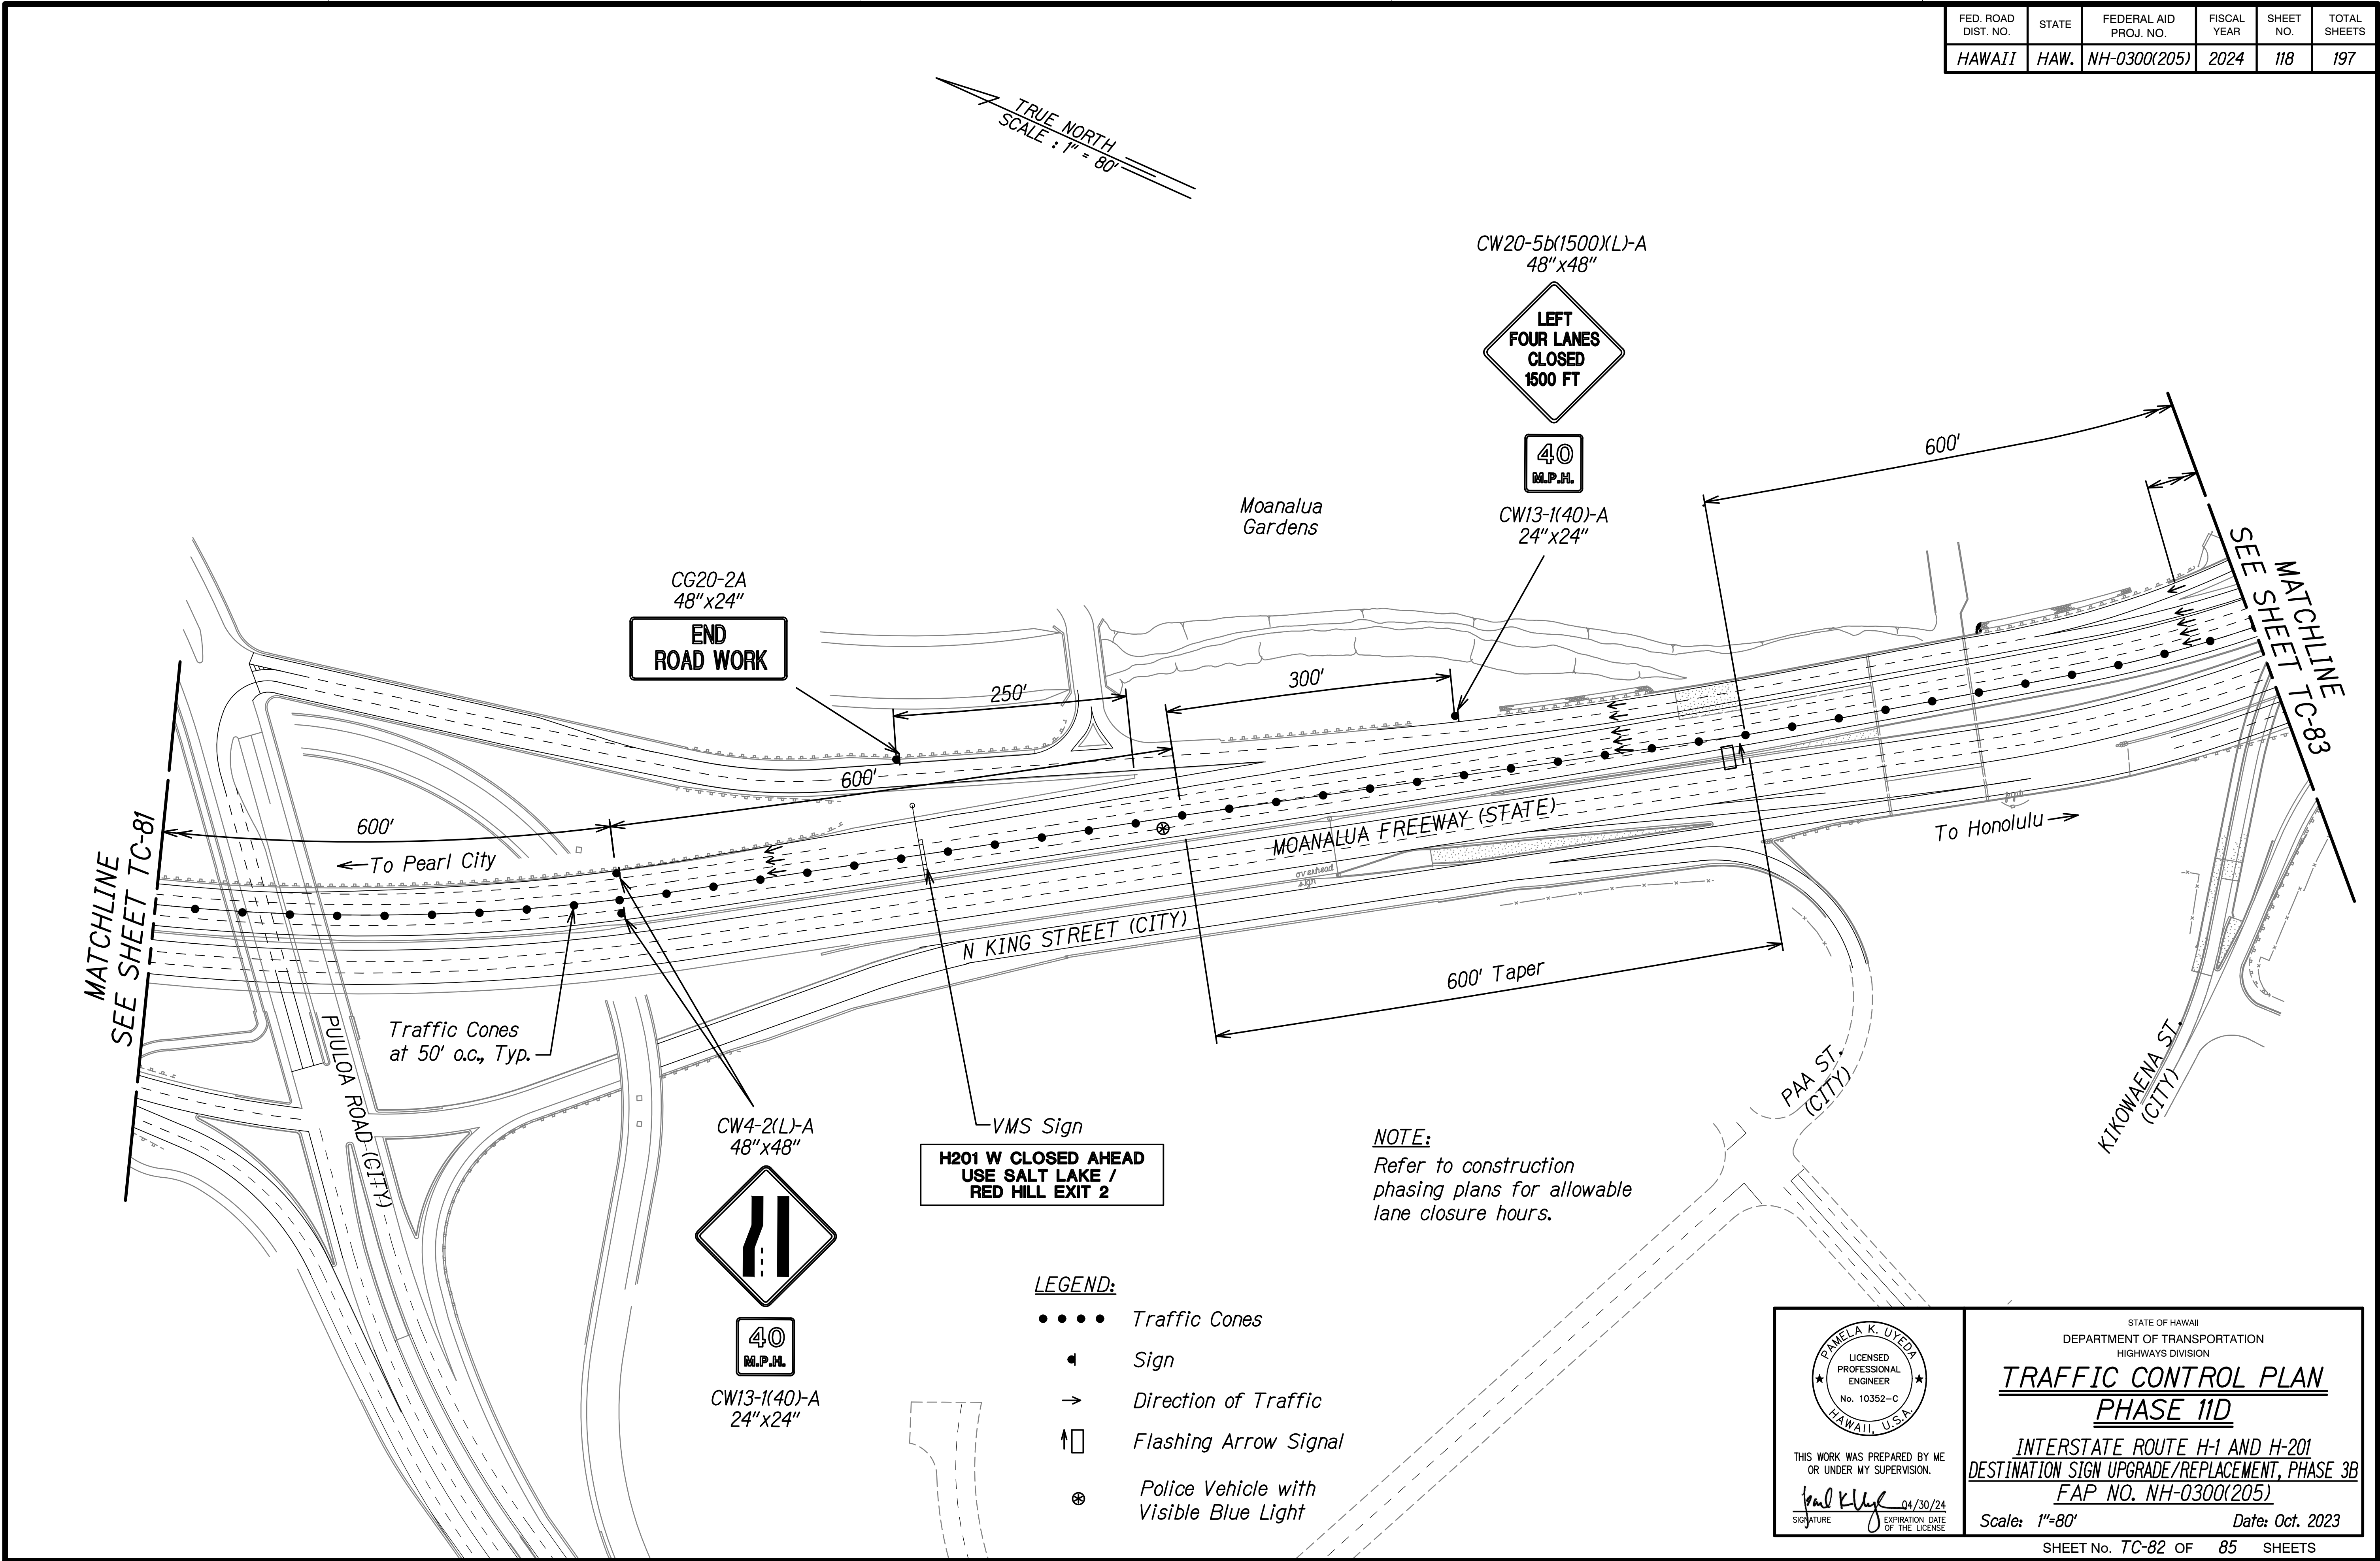 FED. ROAD DIST. NO.
STATE
FEDERAL AID PROJ. NO.
FISCAL YEAR
SHEET NO.
TOTAL SHEETS
HAWAII
HAW.
NH-0300(205)
2024
118
197
TRUE NORTH
SCALE : 1" = 80'
CW20-5b(1500)(L)-A
48"x48"
LEFT
FOUR LANES
CLOSED
1500 FT
40
M.P.H.
CW13-1(40)-A
24"x24"
600'
Moanalua
Gardens
MATCHLINE
SEE SHEET TC-83
CG20-2A
48"x24"
END
ROAD WORK
250'
300'
600'
600'
To Pearl City
MOANALUA FREEWAY (STATE)
To Honolulu
sign
overhead
sign
N KING STREET (CITY)
600' Taper
MATCHLINE
SEE SHEET TC-81
Traffic Cones
at 50' o.c., Typ.
PUULOA ROAD (CITY)
PAA ST.
(CITY)
KIKOWAENA ST.
(CITY)
CW4-2(L)-A
48"x48"
40
M.P.H.
CW13-1(40)-A
24"x24"
VMS Sign
H201 W CLOSED AHEAD
USE SALT LAKE /
RED HILL EXIT 2
NOTE:
Refer to construction
phasing plans for allowable
lane closure hours.
LEGEND:
Traffic Cones
Sign
Direction of Traffic
Flashing Arrow Signal
Police Vehicle with
Visible Blue Light
PAMELA K. UYEDA
LICENSED
PROFESSIONAL
ENGINEER
No. 10352-C
HAWAII, U.S.A.
THIS WORK WAS PREPARED BY ME
OR UNDER MY SUPERVISION.
04/30/24
SIGNATURE
EXPIRATION DATE
OF THE LICENSE
STATE OF HAWAII
DEPARTMENT OF TRANSPORTATION
HIGHWAYS DIVISION
TRAFFIC CONTROL PLAN
PHASE 11D
INTERSTATE ROUTE H-1 AND H-201
DESTINATION SIGN UPGRADE/REPLACEMENT, PHASE 3B
FAP NO. NH-0300(205)
Scale: 1"=80' Date: Oct. 2023
SHEET No. TC-82 OF 85 SHEETS